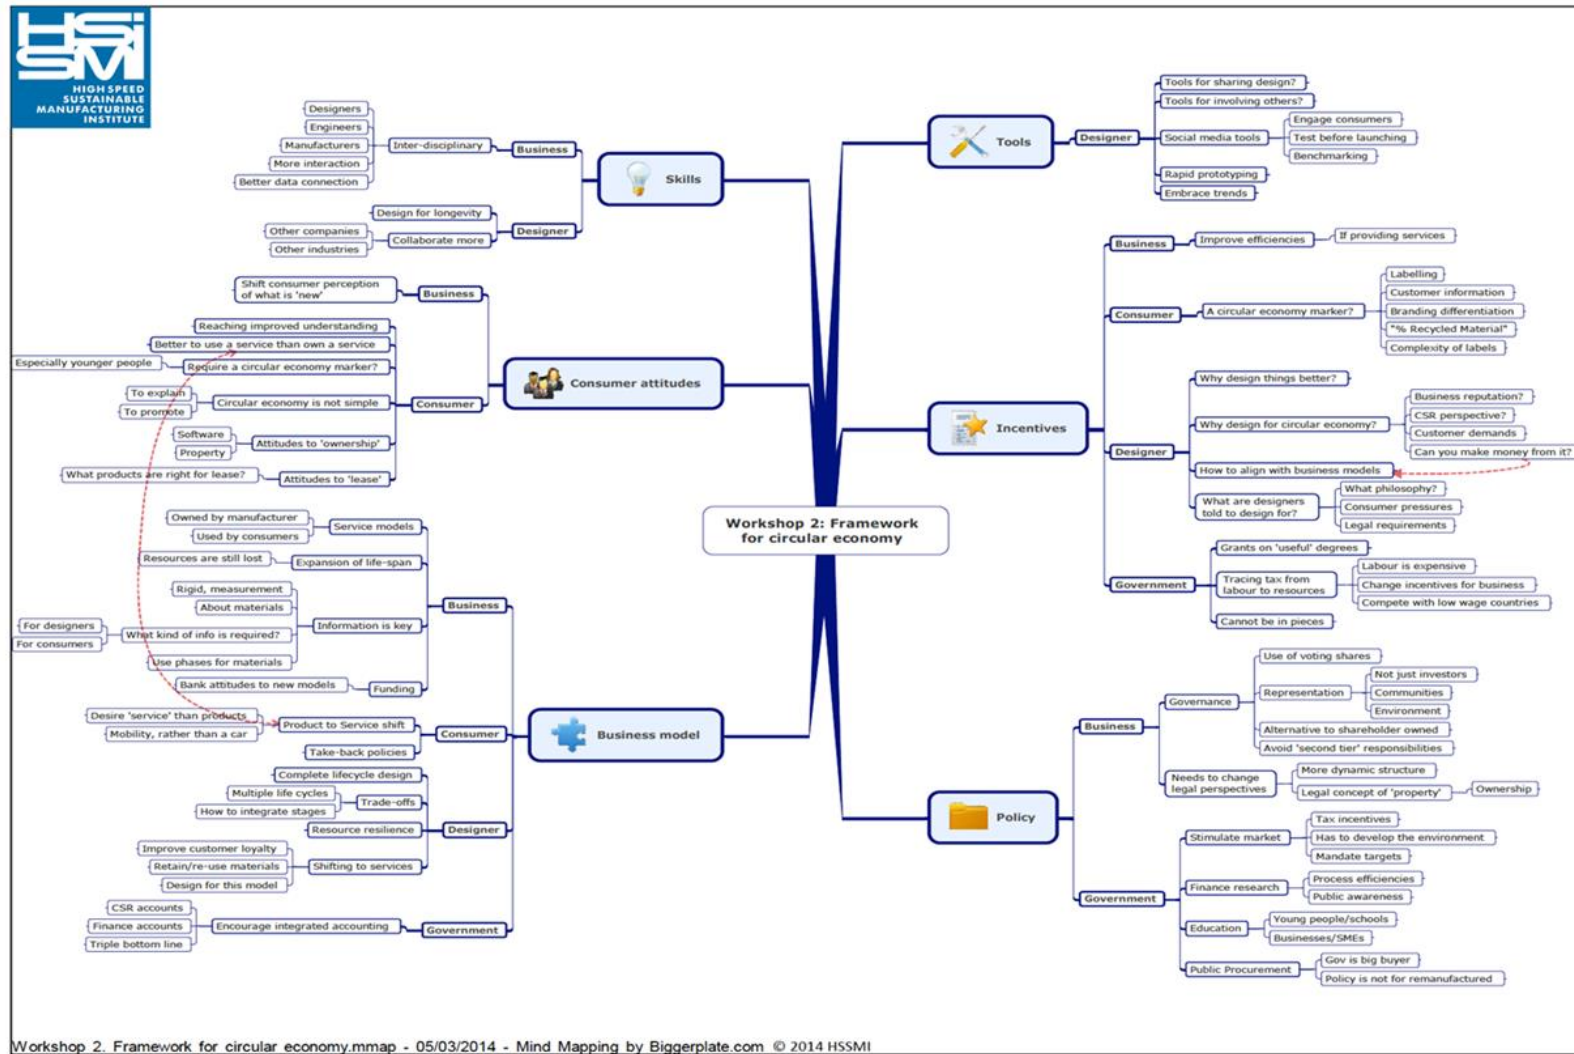 HSSMI
HIGH SPEED
SUSTAINABLE
MANUFACTURING
INSTITUTE
Workshop 2: Framework
for circular economy
Skills
Business
Inter-disciplinary
Designers
Engineers
Manufacturers
More interaction
Better data connection
Designer
Design for longevity
Collaborate more
Other companies
Other industries
Consumer attitudes
Business
Shift consumer perception
of what is 'new'
Consumer
Reaching improved understanding
Better to use a service than own a service
Require a circular economy marker?
Especially younger people
Circular economy is not simple
To explain
To promote
Attitudes to 'ownership'
Software
Property
Attitudes to 'lease'
What products are right for lease?
Business model
Business
Service models
Owned by manufacturer
Used by consumers
Expansion of life-span
Resources are still lost
Information is key
Rigid, measurement
About materials
What kind of info is required?
For designers
For consumers
Use phases for materials
Funding
Bank attitudes to new models
Consumer
Product to Service shift
Desire 'service' than products
Mobility, rather than a car
Take-back policies
Designer
Complete lifecycle design
Trade-offs
Multiple life cycles
How to integrate stages
Resource resilience
Shifting to services
Improve customer loyalty
Retain/re-use materials
Design for this model
Government
Encourage integrated accounting
CSR accounts
Finance accounts
Triple bottom line
Tools
Designer
Tools for sharing design?
Tools for involving others?
Social media tools
Engage consumers
Test before launching
Benchmarking
Rapid prototyping
Embrace trends
Incentives
Business
Improve efficiencies
If providing services
Consumer
A circular economy marker?
Labelling
Customer information
Branding differentiation
"% Recycled Material"
Complexity of labels
Designer
Why design things better?
Why design for circular economy?
Business reputation?
CSR perspective?
Customer demands
Can you make money from it?
How to align with business models
What are designers
told to design for?
What philosophy?
Consumer pressures
Legal requirements
Government
Grants on 'useful' degrees
Tracing tax from
labour to resources
Labour is expensive
Change incentives for business
Compete with low wage countries
Cannot be in pieces
Policy
Business
Governance
Use of voting shares
Representation
Not just investors
Communities
Environment
Alternative to shareholder owned
Avoid 'second tier' responsibilities
Needs to change
legal perspectives
More dynamic structure
Legal concept of 'property'
Ownership
Government
Stimulate market
Tax incentives
Has to develop the environment
Mandate targets
Finance research
Process efficiencies
Public awareness
Education
Young people/schools
Businesses/SMEs
Public Procurement
Gov is big buyer
Policy is not for remanufactured
Workshop 2. Framework for circular economy.mmap - 05/03/2014 - Mind Mapping by Biggerplate.com © 2014 HSSMI